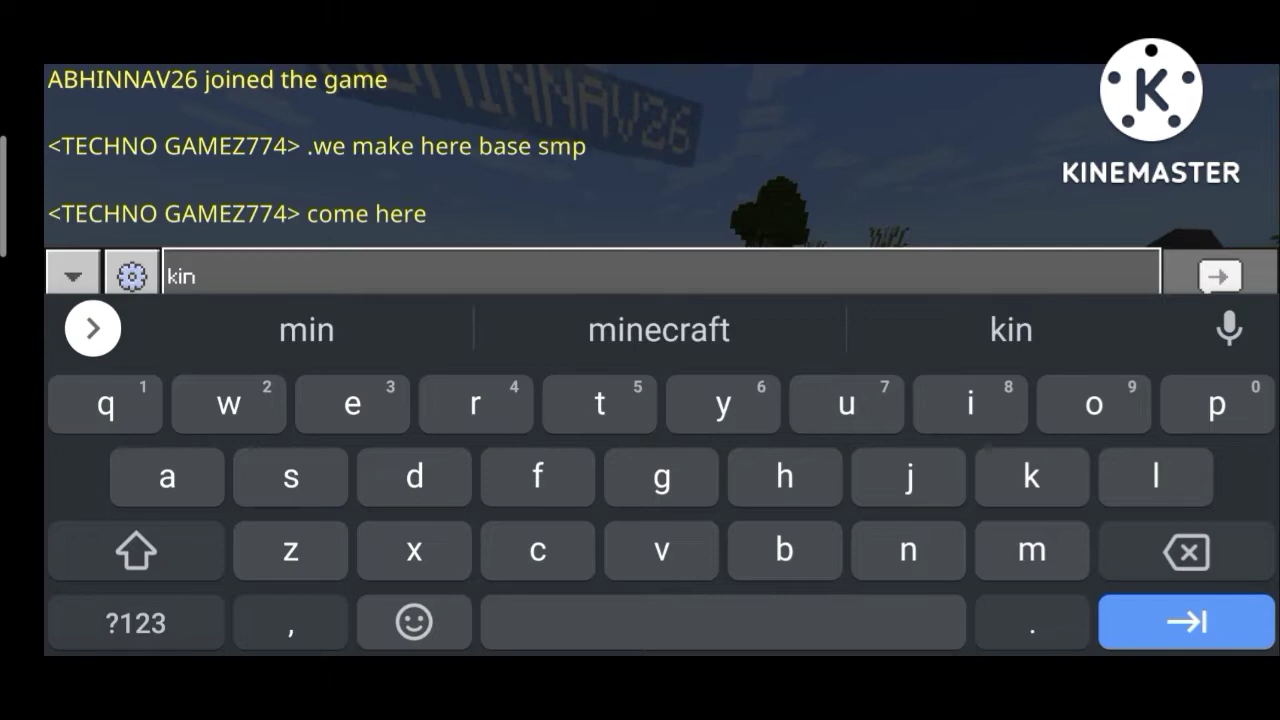 ABHINNAV26 joined the game
<TECHNO GAMEZ774> .we make here base smp
<TECHNO GAMEZ774> come here
K
KINEMASTER
kin
min minecraft kin
q 1 w 2 e 3 r 4 t 5 y 6 u 7 i 8 o 9 p 0
a s d f g h j k l
z x c v b n m
?123 , .